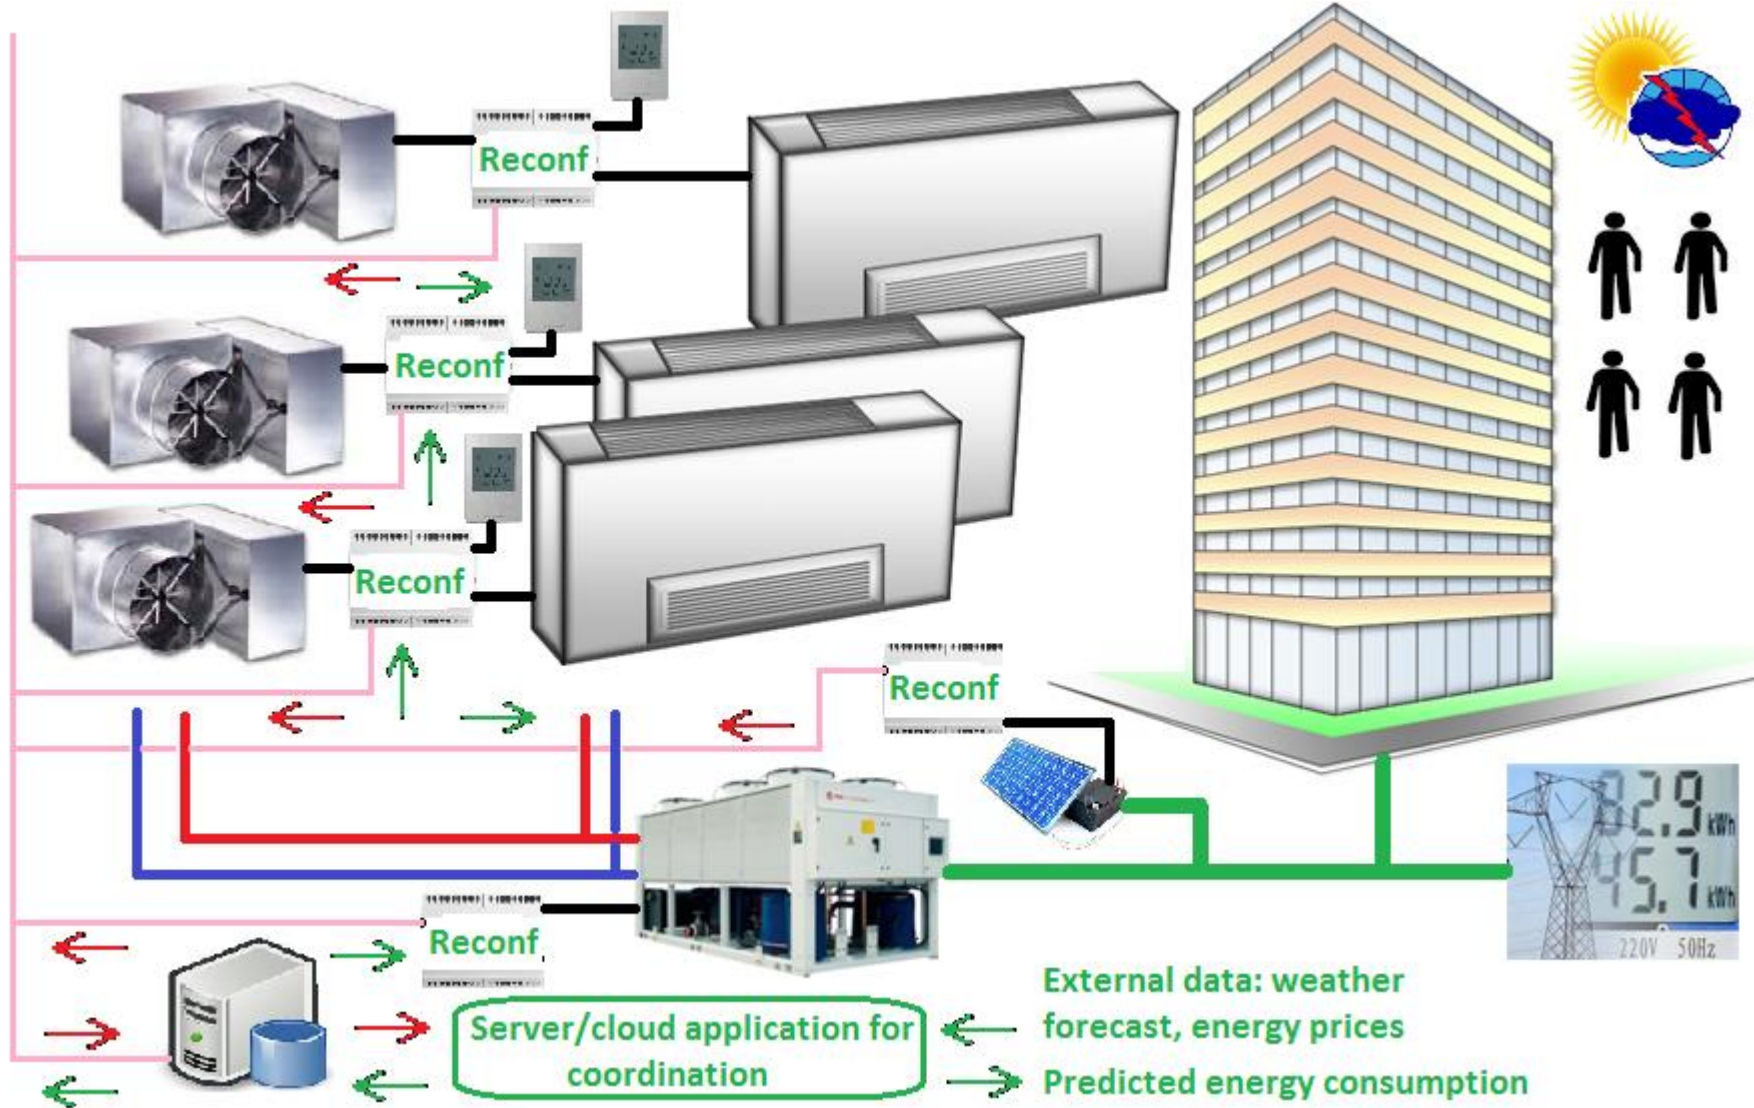 Reconf
Reconf
Reconf
Reconf
82.9 kWh
45.7 kWh
220V 50Hz
Reconf
Server/cloud application for
coordination
External data: weather
forecast, energy prices
Predicted energy consumption